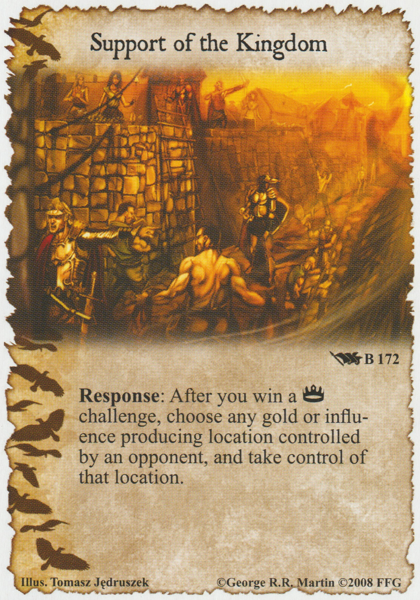 Support of the Kingdom
B 172
Response: After you win a
challenge, choose any gold or influ-
ence producing location controlled
by an opponent, and take control of
that location.
Illus. Tomasz Jędruszek ©George R.R. Martin ©2008 FFG